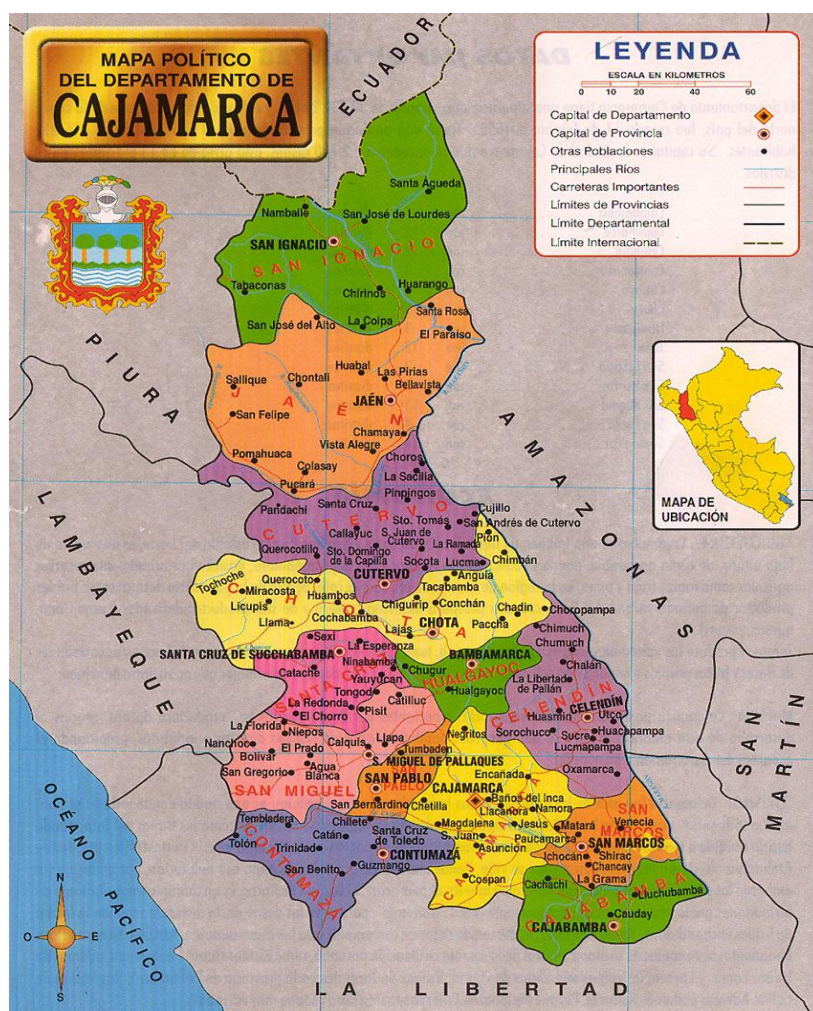 MAPA POLÍTICO
DEL DEPARTAMENTO DE
CAJAMARCA
LEYENDA
ESCALA EN KILOMETROS
0 10 20 40 60
Capital de Departamento
Capital de Provincia
Otras Poblaciones
Principales Ríos
Carreteras Importantes
Límites de Provincias
Límite Departamental
Límite Internacional
ECUADOR
Santa Agueda
Namballe
San José de Lourdes
SAN IGNACIO
SAN IGNACIO
Tabaconas
Chirinos
Huarango
Santa Rosa
San José del Alto
La Coipa
El Paraíso
PIURA
Huabal
Las Pirias
Sallique
Chontali
Bellavista
JAÉN
JAÉN
San Felipe
Chamaya
Vista Alegre
AMAZONAS
MAPA DE
UBICACIÓN
Pomahuaca
Colasay
Choros
La Sacilia
Pucará
Pinpingos
LAMBAYEQUE
Pandachi
Santa Cruz
Cujillo
CUTERVO
Sto. Tomás
San Andrés de Cutervo
Callayuc
S. Juan de
Cutervo
Pión
Querocotillo
Sto. Domingo
de la Capilla
La Ramada
Socota
Lucma
Chimbán
CUTERVO
Tochoche
Querocoto
Anguía
Tacabamba
Miracosta
Huambos
Licupis
CHOTA
Chiguirip
Conchán
Chadín
Choropampa
Llama
Cochabamba
Lajas
CHOTA
Paccha
Chimuch
Sexi
La Esperanza
Chumuch
SANTA CRUZ DE SUCCHABAMBA
BAMBAMARCA
Ninabamba
Chugur
Chalán
Catache
Yauyucan
HUALGAYOC
La Libertad
de Pallán
SANTA CRUZ
Tongod
Catilluc
Hualgayoc
CELENDÍN
La Redonda
Pisit
El Chorro
Huasmin
CELENDÍN
Utco
La Florida
Niepos
Negritos
Sorochuco
Sucre
Huacapampa
Nanchoc
Calquis
Llapa
Lucmapampa
El Prado
Tumbaden
Bolívar
S. MIGUEL DE PALLAQUES
Agua
Blanca
San Gregorio
SAN MIGUEL
SAN PABLO
SAN
PABLO
Encañada
Oxamarca
CAJAMARCA
CAJAMARCA
Baños del Inca
San Bernardino
Chetilla
Llacanora
Namora
SAN
MARCOS
SAN MARTÍN
Tembladera
Chilete
Magdalena
Jesús
Matará
Venecia
Tolón
Catán
Santa Cruz
de Toledo
S. Juan
Paucamarca
SAN MARCOS
Trinidad
CONTUMAZÁ
Asunción
Ichocán
Shirac
Chancay
San Benito
Guzmango
Cospan
Cachachi
La Grama
CONTUMAZA
CAJABAMBA
Lluchubamba
Cauday
CAJABAMBA
OCÉANO PACÍFICO
N
O
E
S
LA LIBERTAD